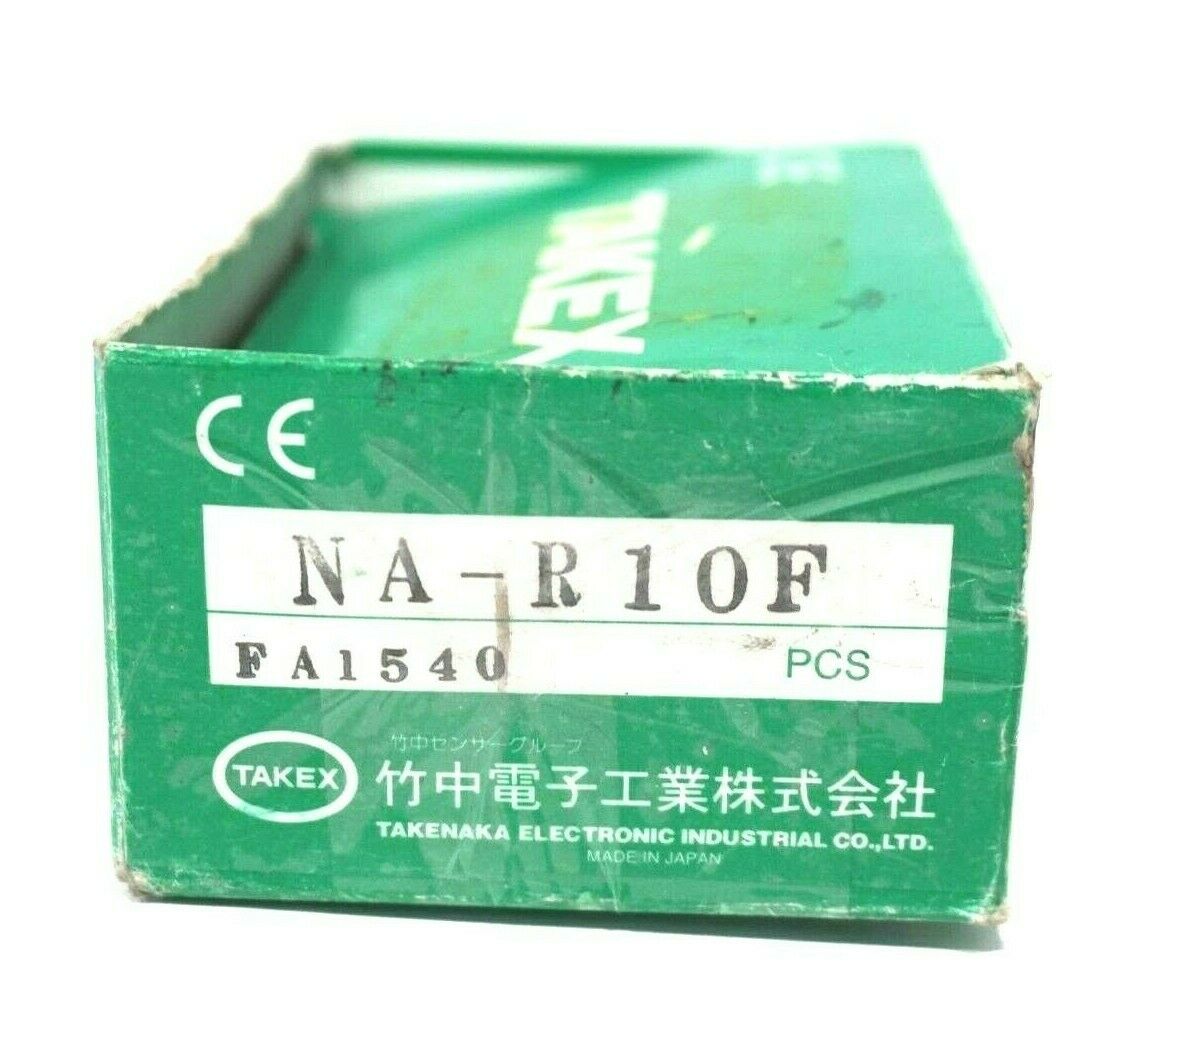 TAKEX
CE
NA-R10F
FA1540 PCS
竹中センサーグループ
TAKEX 竹中電子工業株式会社
TAKENAKA ELECTRONIC INDUSTRIAL CO.,LTD.
MADE IN JAPAN